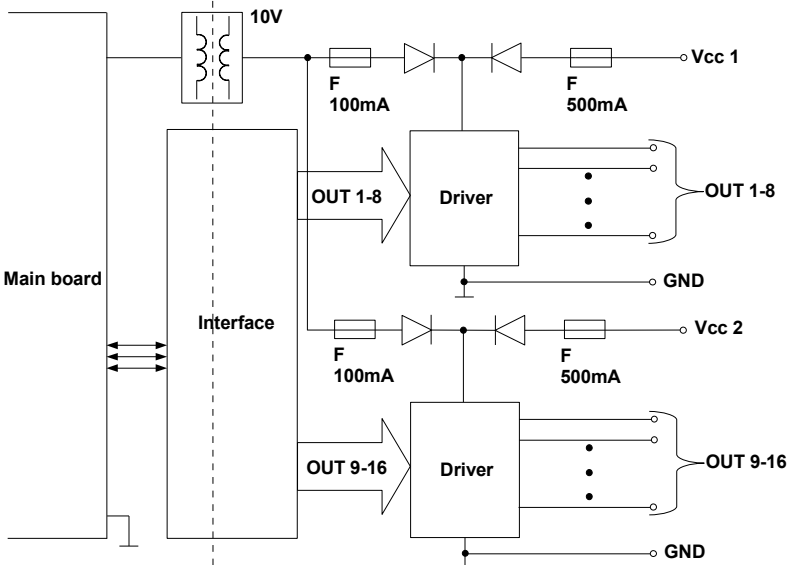 10V
Vcc 1
F
100mA
F
500mA
OUT 1-8
Driver
OUT 1-8
GND
Main board
Interface
Vcc 2
F
100mA
F
500mA
OUT 9-16
Driver
OUT 9-16
GND